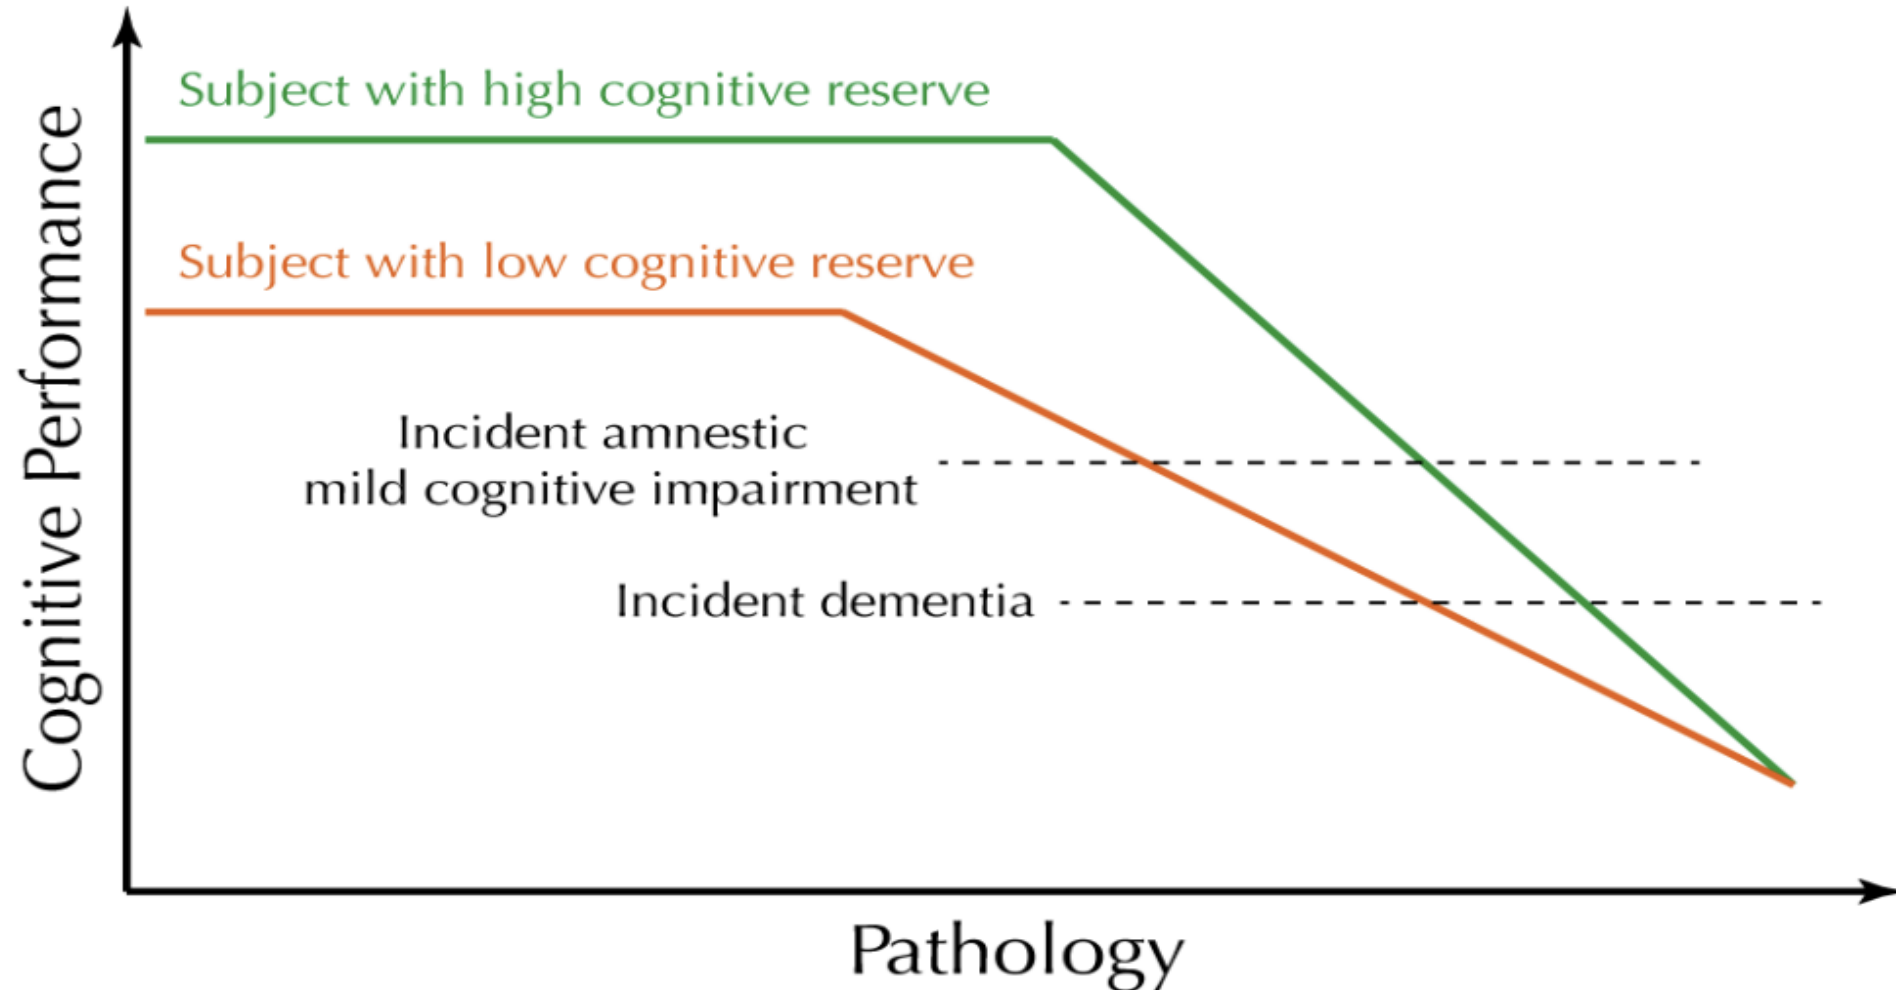 Cognitive Performance
Subject with high cognitive reserve
Subject with low cognitive reserve
Incident amnestic
mild cognitive impairment
Incident dementia
Pathology